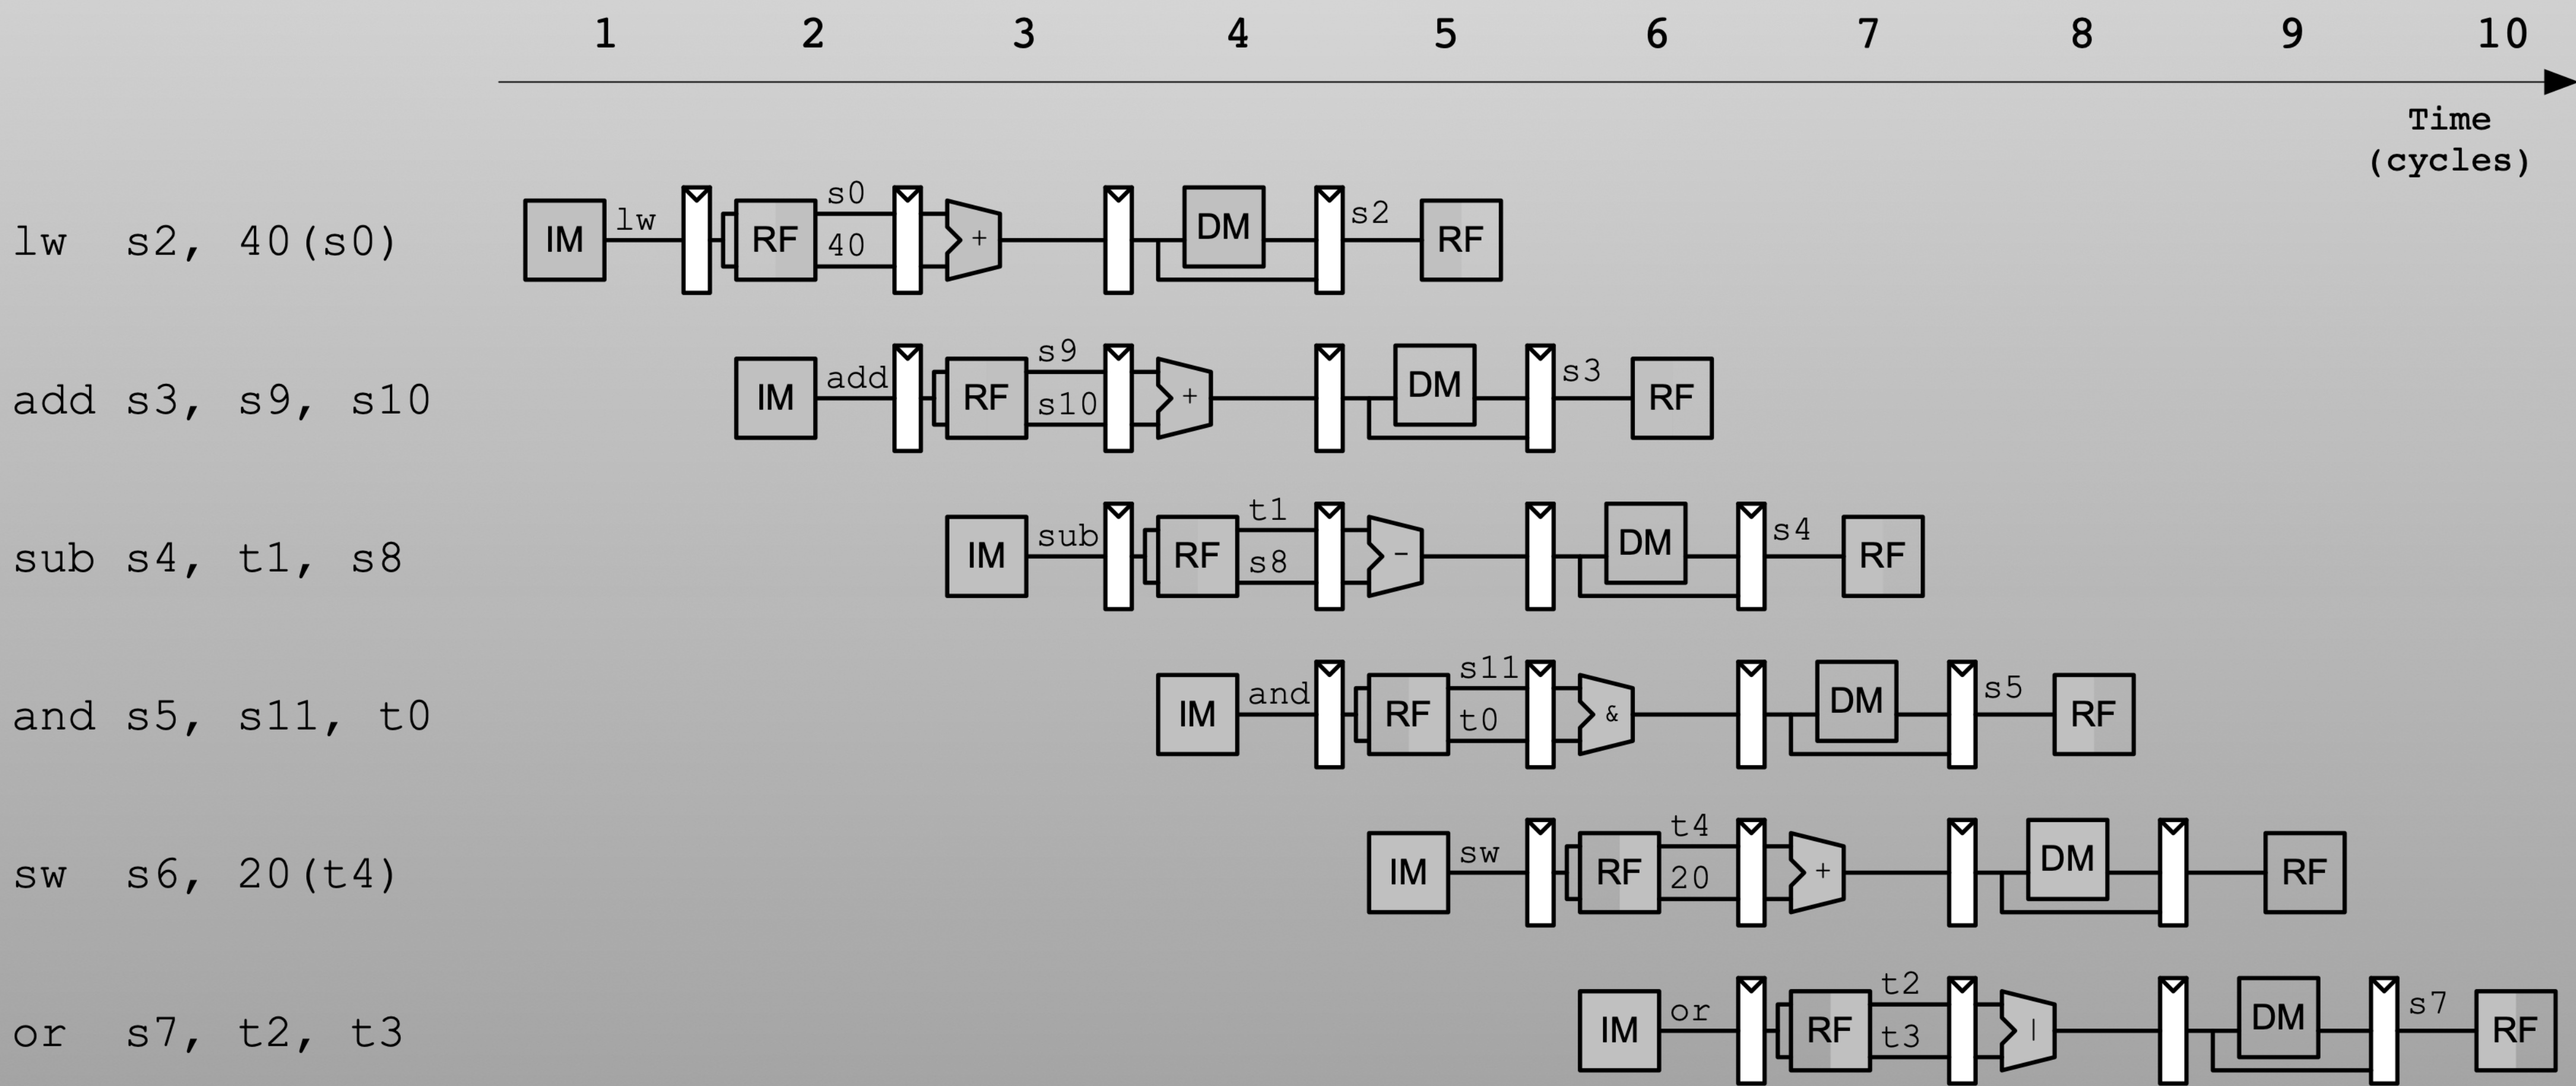 1 2 3 4 5 6 7 8 9 10
Time
(cycles)
lw s2, 40(s0) IM lw RF s0 40 + DM s2 RF
add s3, s9, s10 IM add RF s9 s10 + DM s3 RF
sub s4, t1, s8 IM sub RF t1 s8 - DM s4 RF
and s5, s11, t0 IM and RF s11 t0 & DM s5 RF
sw s6, 20(t4) IM sw RF t4 20 + DM RF
or s7, t2, t3 IM or RF t2 t3 | DM s7 RF